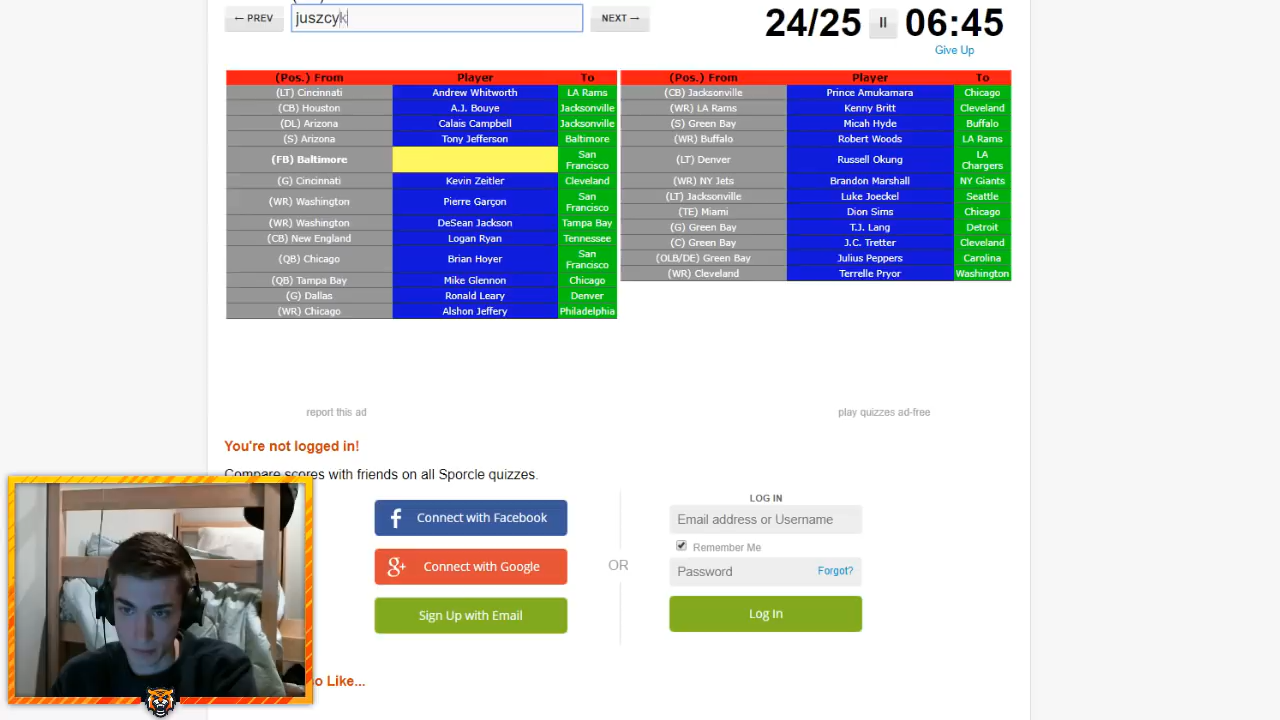 ← PREV
juszcyk
NEXT →
24/25
06:45
Give Up
(Pos.) From Player To
(LT) Cincinnati Andrew Whitworth LA Rams
(CB) Houston A.J. Bouye Jacksonville
(DL) Arizona Calais Campbell Jacksonville
(S) Arizona Tony Jefferson Baltimore
(FB) Baltimore San Francisco
(G) Cincinnati Kevin Zeitler Cleveland
(WR) Washington Pierre Garçon San Francisco
(WR) Washington DeSean Jackson Tampa Bay
(CB) New England Logan Ryan Tennessee
(QB) Chicago Brian Hoyer San Francisco
(QB) Tampa Bay Mike Glennon Chicago
(G) Dallas Ronald Leary Denver
(WR) Chicago Alshon Jeffery Philadelphia
(Pos.) From Player To
(CB) Jacksonville Prince Amukamara Chicago
(WR) LA Rams Kenny Britt Cleveland
(S) Green Bay Micah Hyde Buffalo
(WR) Buffalo Robert Woods LA Rams
(LT) Denver Russell Okung LA Chargers
(WR) NY Jets Brandon Marshall NY Giants
(LT) Jacksonville Luke Joeckel Seattle
(TE) Miami Dion Sims Chicago
(G) Green Bay T.J. Lang Detroit
(C) Green Bay J.C. Tretter Cleveland
(OLB/DE) Green Bay Julius Peppers Carolina
(WR) Cleveland Terrelle Pryor Washington
report this ad
play quizzes ad-free
You're not logged in!
Compare scores with friends on all Sporcle quizzes.
f Connect with Facebook
g+ Connect with Google
Sign Up with Email
OR
LOG IN
Email address or Username
Remember Me
Password Forgot?
Log In
Like...